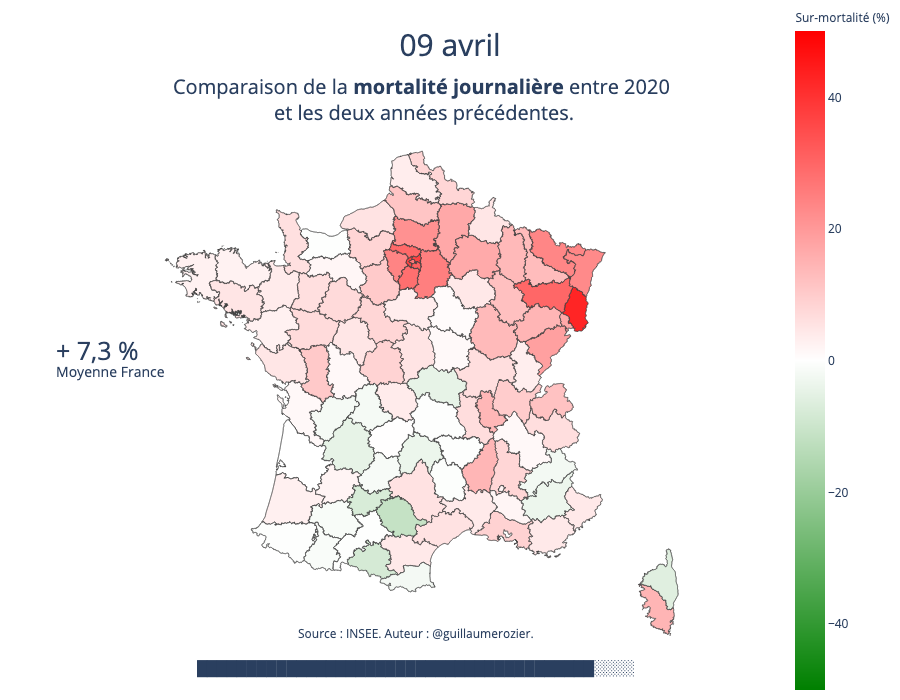 Sur-mortalité (%)
09 avril
Comparaison de la mortalité journalière entre 2020
et les deux années précédentes.
40
20
0
−20
−40
+ 7,3 %
Moyenne France
Source : INSEE. Auteur : @guillaumerozier.